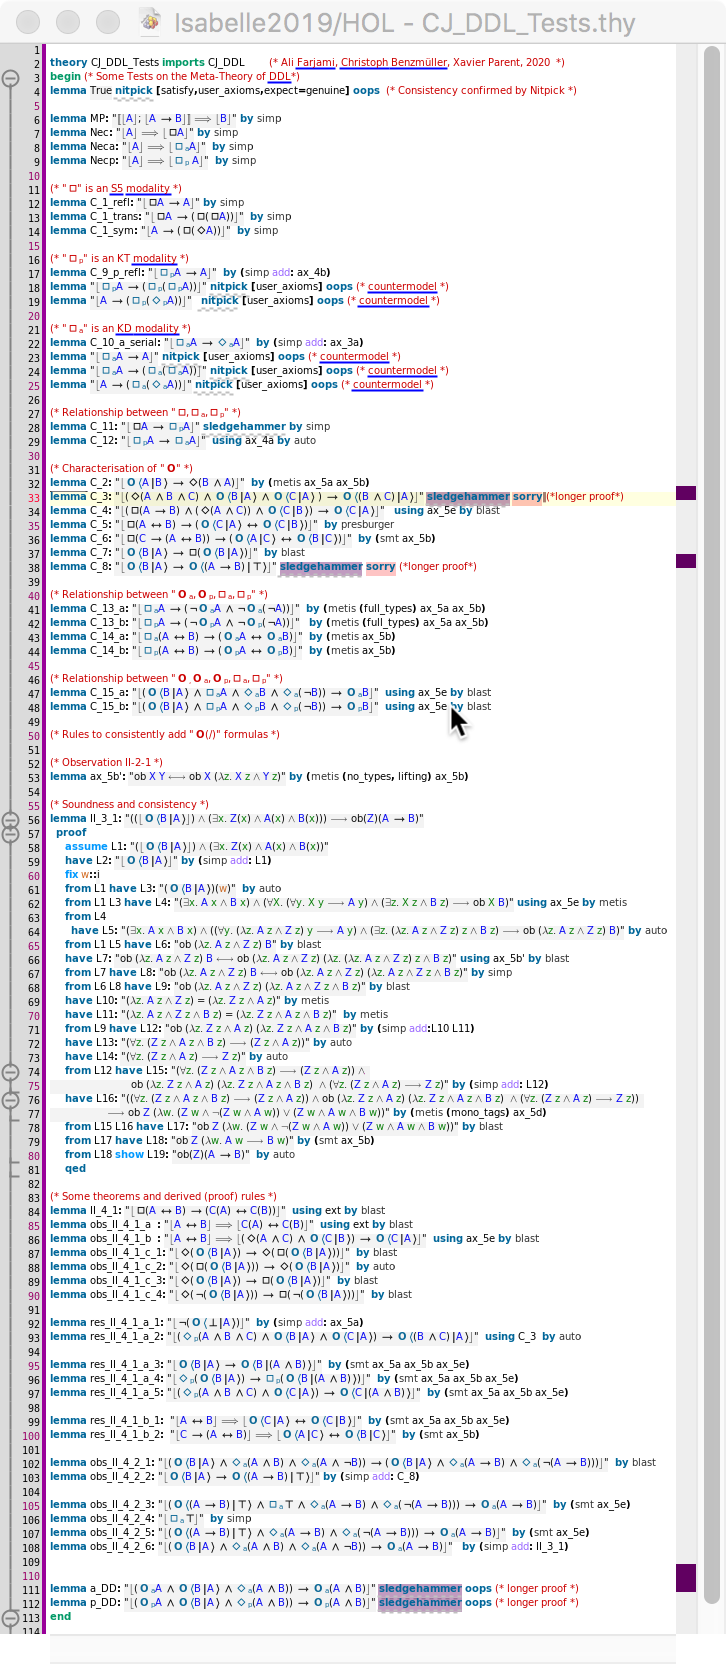 Isabelle2019/HOL - CJ_DDL_Tests.thy
1
2 theory CJ_DDL_Tests imports CJ_DDL (* Ali Farjami, Christoph Benzmüller, Xavier Parent, 2020 *)
3 begin (* Some Tests on the Meta-Theory of DDL*)
4 lemma True nitpick [satisfy,user_axioms,expect=genuine] oops (* Consistency confirmed by Nitpick *)
5
6 lemma MP: "⟦⌊A⌋; ⌊A → B⌋⟧ ⟹ ⌊B⌋" by simp
7 lemma Nec: "⌊A⌋ ⟹ ⌊□A⌋" by simp
8 lemma Neca: "⌊A⌋ ⟹ ⌊□ₐA⌋" by simp
9 lemma Necp: "⌊A⌋ ⟹ ⌊□ₚA⌋" by simp
10
11 (* "□" is an S5 modality *)
12 lemma C_1_refl: "⌊□A → A⌋" by simp
13 lemma C_1_trans: "⌊□A → (□(□A))⌋" by simp
14 lemma C_1_sym: "⌊A → (□(◇A))⌋" by simp
15
16 (* "□ₚ" is an KT modality *)
17 lemma C_9_p_refl: "⌊□ₚA → A⌋" by (simp add: ax_4b)
18 lemma "⌊□ₚA → (□ₚ(□ₚA))⌋" nitpick [user_axioms] oops (* countermodel *)
19 lemma "⌊A → (□ₚ(◇ₚA))⌋" nitpick [user_axioms] oops (* countermodel *)
20
21 (* "□ₐ" is an KD modality *)
22 lemma C_10_a_serial: "⌊□ₐA → ◇ₐA⌋" by (simp add: ax_3a)
23 lemma "⌊□ₐA → A⌋" nitpick [user_axioms] oops (* countermodel *)
24 lemma "⌊□ₐA → (□ₐ(□ₐA))⌋" nitpick [user_axioms] oops (* countermodel *)
25 lemma "⌊A → (□ₐ(◇ₐA))⌋" nitpick [user_axioms] oops (* countermodel *)
26
27 (* Relationship between "□,□ₐ,□ₚ" *)
28 lemma C_11: "⌊□A → □ₚA⌋" sledgehammer by simp
29 lemma C_12: "⌊□ₚA → □ₐA⌋" using ax_4a by auto
30
31 (* Characterisation of "O" *)
32 lemma C_2: "⌊O⟨A|B⟩ → ◇(B ∧ A)⌋" by (metis ax_5a ax_5b)
33 lemma C_3: "⌊(◇(A ∧ B ∧ C) ∧ O⟨B|A⟩ ∧ O⟨C|A⟩) → O⟨(B ∧ C)|A⟩⌋" sledgehammer sorry(*longer proof*)
34 lemma C_4: "⌊(□(A → B) ∧ (◇(A ∧ C)) ∧ O⟨C|B⟩) → O⟨C|A⟩⌋" using ax_5e by blast
35 lemma C_5: "⌊□(A ↔ B) → (O⟨C|A⟩ ↔ O⟨C|B⟩)⌋" by presburger
36 lemma C_6: "⌊□(C → (A ↔ B)) → (O⟨A|C⟩ ↔ O⟨B|C⟩)⌋" by (smt ax_5b)
37 lemma C_7: "⌊O⟨B|A⟩ → □(O⟨B|A⟩)⌋" by blast
38 lemma C_8: "⌊O⟨B|A⟩ → O⟨(A → B)|⊤⟩⌋" sledgehammer sorry (*longer proof*)
39
40 (* Relationship between "Oₐ,Oₚ,□ₐ,□ₚ" *)
41 lemma C_13_a: "⌊□ₐA → (¬OₐA ∧ ¬Oₐ(¬A))⌋" by (metis (full_types) ax_5a ax_5b)
42 lemma C_13_b: "⌊□ₚA → (¬OₚA ∧ ¬Oₚ(¬A))⌋" by (metis (full_types) ax_5a ax_5b)
43 lemma C_14_a: "⌊□ₐ(A ↔ B) → (OₐA ↔ OₐB)⌋" by (metis ax_5b)
44 lemma C_14_b: "⌊□ₚ(A ↔ B) → (OₚA ↔ OₚB)⌋" by (metis ax_5b)
45
46 (* Relationship between "O,Oₐ,Oₚ,□ₐ,□ₚ" *)
47 lemma C_15_a: "⌊(O⟨B|A⟩ ∧ □ₐA ∧ ◇ₐB ∧ ◇ₐ(¬B)) → OₐB⌋" using ax_5e by blast
48 lemma C_15_b: "⌊(O⟨B|A⟩ ∧ □ₚA ∧ ◇ₚB ∧ ◇ₚ(¬B)) → OₚB⌋" using ax_5e by blast
49
50 (* Rules to consistently add "O(/)" formulas *)
51
52 (* Observation II-2-1 *)
53 lemma ax_5b': "ob X Y ⟷ ob X (λz. X z ∧ Y z)" by (metis (no_types, lifting) ax_5b)
54
55 (* Soundness and consistency *)
56 lemma II_3_1: "((⌊O⟨B|A⟩⌋) ∧ (∃x. Z(x) ∧ A(x) ∧ B(x))) ⟶ ob(Z)(A → B)"
57 proof
58 assume L1: "(⌊O⟨B|A⟩⌋) ∧ (∃x. Z(x) ∧ A(x) ∧ B(x))"
59 have L2: "⌊O⟨B|A⟩⌋" by (simp add: L1)
60 fix w::i
61 from L1 have L3: "(O⟨B|A⟩)(w)" by auto
62 from L1 L3 have L4: "(∃x. A x ∧ B x) ∧ (∀X. (∀y. X y ⟶ A y) ∧ (∃z. X z ∧ B z) ⟶ ob X B)" using ax_5e by metis
63 from L4
64 have L5: "(∃x. A x ∧ B x) ∧ ((∀y. (λz. A z ∧ Z z) y ⟶ A y) ∧ (∃z. (λz. A z ∧ Z z) z ∧ B z) ⟶ ob (λz. A z ∧ Z z) B)" by auto
65 from L1 L5 have L6: "ob (λz. A z ∧ Z z) B" by blast
66 have L7: "ob (λz. A z ∧ Z z) B ⟷ ob (λz. A z ∧ Z z) (λz. (λz. A z ∧ Z z) z ∧ B z)" using ax_5b' by blast
67 from L7 have L8: "ob (λz. A z ∧ Z z) B ⟷ ob (λz. A z ∧ Z z) (λz. A z ∧ Z z ∧ B z)" by simp
68 from L6 L8 have L9: "ob (λz. A z ∧ Z z) (λz. A z ∧ Z z ∧ B z)" by blast
69 have L10: "(λz. A z ∧ Z z) = (λz. Z z ∧ A z)" by metis
70 have L11: "(λz. A z ∧ Z z ∧ B z) = (λz. Z z ∧ A z ∧ B z)" by metis
71 from L9 have L12: "ob (λz. Z z ∧ A z) (λz. Z z ∧ A z ∧ B z)" by (simp add:L10 L11)
72 have L13: "(∀z. (Z z ∧ A z ∧ B z) ⟶ (Z z ∧ A z))" by auto
73 have L14: "(∀z. (Z z ∧ A z) ⟶ Z z)" by auto
74 from L12 have L15: "(∀z. (Z z ∧ A z ∧ B z) ⟶ (Z z ∧ A z)) ∧
75 ob (λz. Z z ∧ A z) (λz. Z z ∧ A z ∧ B z) ∧ (∀z. (Z z ∧ A z) ⟶ Z z)" by (simp add: L12)
76 have L16: "((∀z. (Z z ∧ A z ∧ B z) ⟶ (Z z ∧ A z)) ∧ ob (λz. Z z ∧ A z) (λz. Z z ∧ A z ∧ B z) ∧ (∀z. (Z z ∧ A z) ⟶ Z z))
77 ⟶ ob Z (λw. (Z w ∧ ¬(Z w ∧ A w)) ∨ (Z w ∧ A w ∧ B w))" by (metis (mono_tags) ax_5d)
78 from L15 L16 have L17: "ob Z (λw. (Z w ∧ ¬(Z w ∧ A w)) ∨ (Z w ∧ A w ∧ B w))" by blast
79 from L17 have L18: "ob Z (λw. A w ⟶ B w)" by (smt ax_5b)
80 from L18 show L19: "ob(Z)(A → B)" by auto
81 qed
82
83 (* Some theorems and derived (proof) rules *)
84 lemma II_4_1: "⌊□(A ↔ B) → (C(A) ↔ C(B))⌋" using ext by blast
85 lemma obs_II_4_1_a : "⌊A ↔ B⌋ ⟹ ⌊C(A) ↔ C(B)⌋" using ext by blast
86 lemma obs_II_4_1_b : "⌊A → B⌋ ⟹ ⌊(◇(A ∧ C) ∧ O⟨C|B⟩) → O⟨C|A⟩⌋" using ax_5e by blast
87 lemma obs_II_4_1_c_1: "⌊◇(O⟨B|A⟩) → ◇(□(O⟨B|A⟩))⌋" by blast
88 lemma obs_II_4_1_c_2: "⌊◇(□(O⟨B|A⟩)) → ◇(O⟨B|A⟩)⌋" by auto
89 lemma obs_II_4_1_c_3: "⌊◇(O⟨B|A⟩) → □(O⟨B|A⟩)⌋" by blast
90 lemma obs_II_4_1_c_4: "⌊◇(¬(O⟨B|A⟩)) → □(¬(O⟨B|A⟩))⌋" by blast
91
92 lemma res_II_4_1_a_1: "⌊¬(O⟨⊥|A⟩)⌋" by (simp add: ax_5a)
93 lemma res_II_4_1_a_2: "⌊(◇ₚ(A ∧ B ∧ C) ∧ O⟨B|A⟩ ∧ O⟨C|A⟩) → O⟨(B ∧ C)|A⟩⌋" using C_3 by auto
94
95 lemma res_II_4_1_a_3: "⌊O⟨B|A⟩ → O⟨B|(A ∧ B)⟩⌋" by (smt ax_5a ax_5b ax_5e)
96 lemma res_II_4_1_a_4: "⌊◇ₚ(O⟨B|A⟩) → □ₚ(O⟨B|(A ∧ B)⟩)⌋" by (smt ax_5a ax_5b ax_5e)
97 lemma res_II_4_1_a_5: "⌊(◇ₚ(A ∧ B ∧ C) ∧ O⟨C|A⟩) → O⟨C|(A ∧ B)⟩⌋" by (smt ax_5a ax_5b ax_5e)
98
99 lemma res_II_4_1_b_1: "⌊A ↔ B⌋ ⟹ ⌊O⟨C|A⟩ ↔ O⟨C|B⟩⌋" by (smt ax_5a ax_5b ax_5e)
100 lemma res_II_4_1_b_2: "⌊C → (A ↔ B)⌋ ⟹ ⌊O⟨A|C⟩ ↔ O⟨B|C⟩⌋" by (smt ax_5b)
101
102 lemma obs_II_4_2_1: "⌊(O⟨B|A⟩ ∧ ◇ₐ(A ∧ B) ∧ ◇ₐ(A ∧ ¬B)) → (O⟨B|A⟩ ∧ ◇ₐ(A → B) ∧ ◇ₐ(¬(A → B)))⌋" by blast
103 lemma obs_II_4_2_2: "⌊O⟨B|A⟩ → O⟨(A → B)|⊤⟩⌋" by (simp add: C_8)
104
105 lemma obs_II_4_2_3: "⌊(O⟨(A → B)|⊤⟩ ∧ □ₐ⊤ ∧ ◇ₐ(A → B) ∧ ◇ₐ(¬(A → B))) → Oₐ(A → B)⌋" by (smt ax_5e)
106 lemma obs_II_4_2_4: "⌊□ₐ⊤⌋" by simp
107 lemma obs_II_4_2_5: "⌊(O⟨(A → B)|⊤⟩ ∧ ◇ₐ(A → B) ∧ ◇ₐ(¬(A → B))) → Oₐ(A → B)⌋" by (smt ax_5e)
108 lemma obs_II_4_2_6: "⌊(O⟨B|A⟩ ∧ ◇ₐ(A ∧ B) ∧ ◇ₐ(A ∧ ¬B)) → Oₐ(A → B)⌋" by (simp add: II_3_1)
109
110
111 lemma a_DD: "⌊(OₐA ∧ O⟨B|A⟩ ∧ ◇ₐ(A ∧ B)) → Oₐ(A ∧ B)⌋" sledgehammer oops (* longer proof *)
112 lemma p_DD: "⌊(OₚA ∧ O⟨B|A⟩ ∧ ◇ₚ(A ∧ B)) → Oₚ(A ∧ B)⌋" sledgehammer oops (* longer proof *)
113 end
114